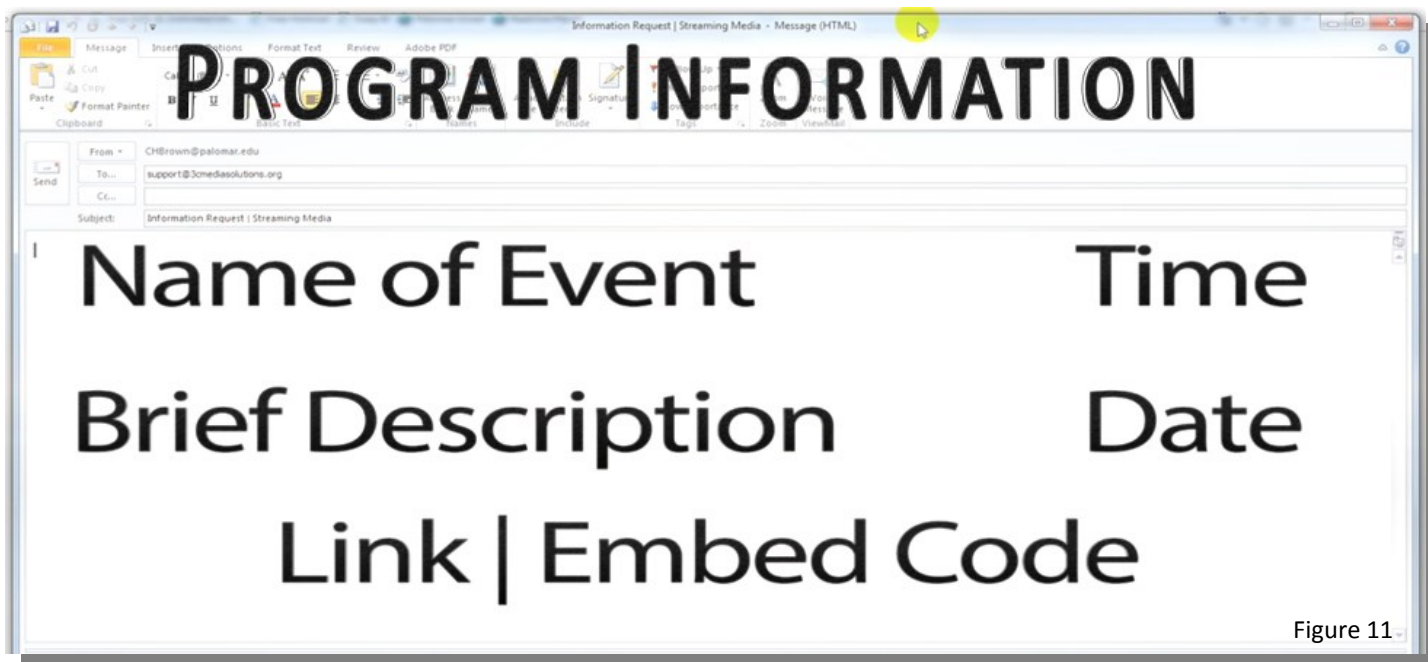 Information Request | Streaming Media - Message (HTML)
File Message Insert Options Format Text Review Adobe PDF
PROGRAM INFORMATION
Cut
Copy
Paste
Format Painter
Signature
Clipboard Basic Text Names Include Tags Zoom ViewMail
From CHBrown@palomar.edu
To... support@3cmediasolutions.org
Send
Cc...
Subject: Information Request | Streaming Media
Name of Event Time
Brief Description Date
Link | Embed Code
Figure 11